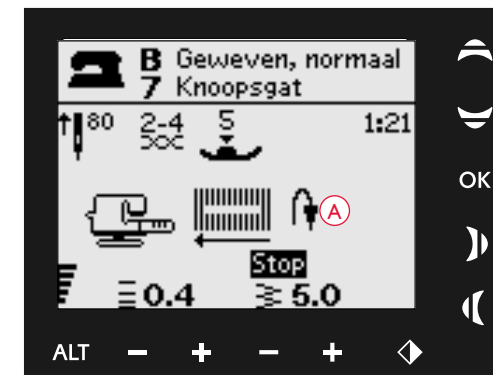 B Geweven, normaal
7 Knoopsgat
80 2-4 5 1:21
A
OK
Stop
0.4 5.0
ALT - + - +